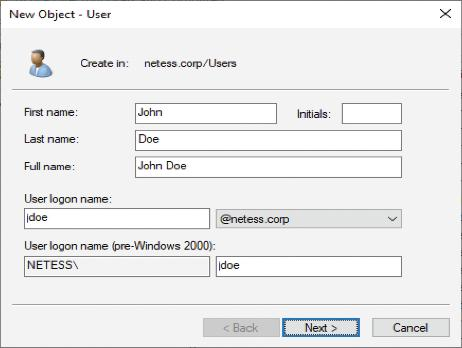 New Object - User
Create in: netess.corp/Users
First name: John Initials:
Last name: Doe
Full name: John Doe
User logon name:
jdoe @netess.corp
User logon name (pre-Windows 2000):
NETESS\ jdoe
< Back Next > Cancel